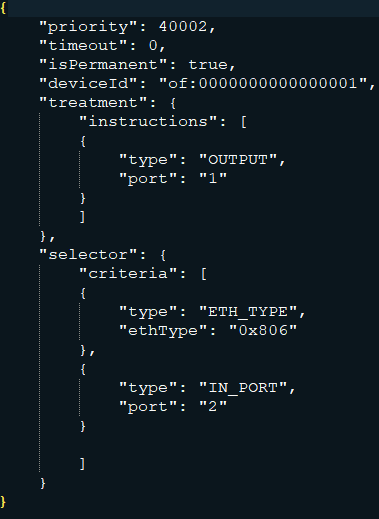 {
    "priority": 40002,
    "timeout": 0,
    "isPermanent": true,
    "deviceId": "of:0000000000000001",
    "treatment": {
        "instructions": [
        {
            "type": "OUTPUT",
            "port": "1"
        }
        ]
    },
    "selector": {
        "criteria": [
        {
            "type": "ETH_TYPE",
            "ethType": "0x806"
        },
        {
            "type": "IN_PORT",
            "port": "2"
        }

        ]
    }
}